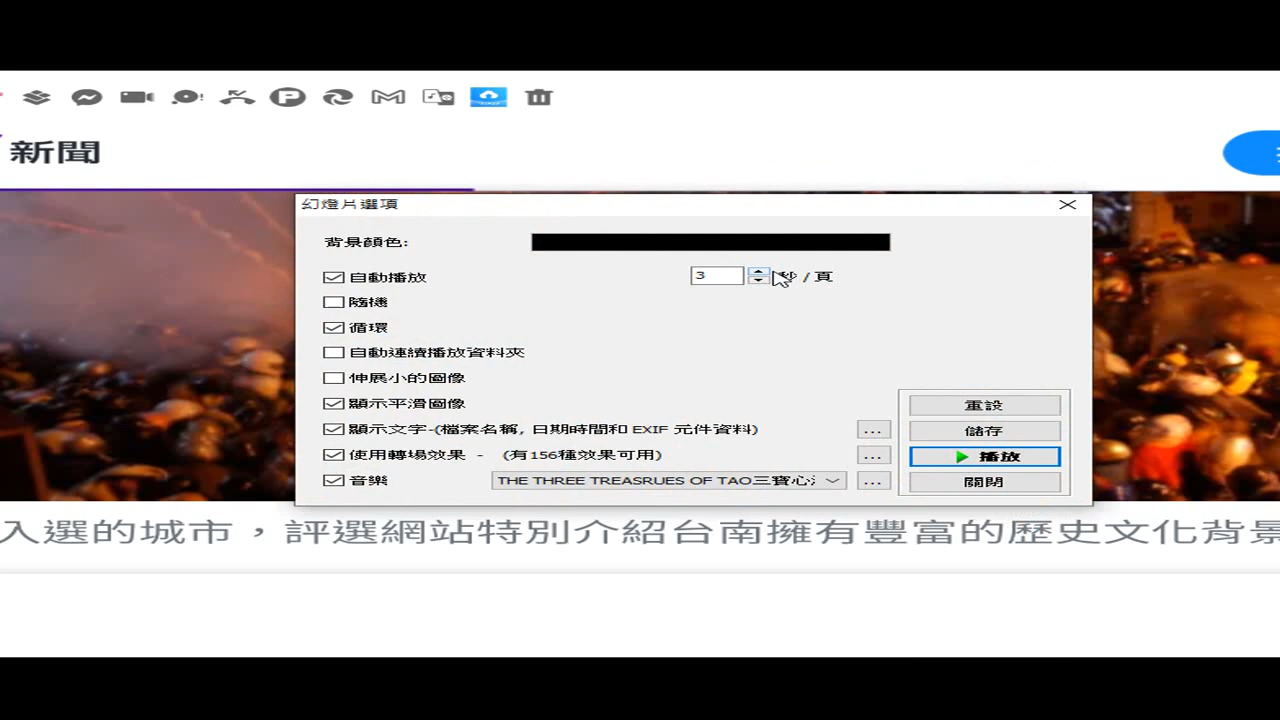 新聞
幻燈片選項
背景顏色:
自動播放 3 秒 / 頁
隨機
循環
自動連續播放資料夾
伸展小的圖像
顯示平滑圖像
重設
顯示文字-(檔案名稱, 日期時間和 EXIF 元件資料) ...
儲存
使用轉場效果 - (有156種效果可用) ...
播放
音樂 THE THREE TREASRUES OF TAO三寶心 ...
關閉
入選的城市，評選網站特別介紹台南擁有豐富的歷史文化背景